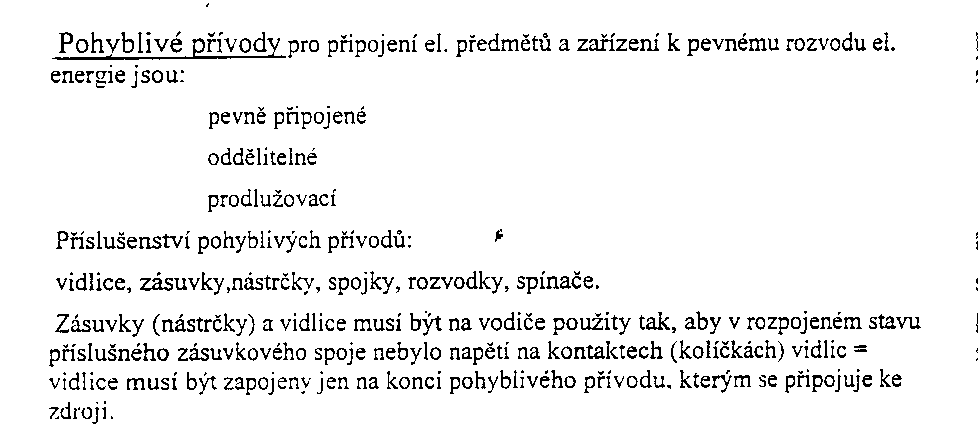 Pohyblivé přívody pro připojení el. předmětů a zařízení k pevnému rozvodu el.
energie jsou:
pevně připojené
oddělitelné
prodlužovací
Příslušenství pohyblivých přívodů:
vidlice, zásuvky,nástrčky, spojky, rozvodky, spínače.
Zásuvky (nástrčky) a vidlice musí být na vodiče použity tak, aby v rozpojeném stavu
příslušného zásuvkového spoje nebylo napětí na kontaktech (kolíčkách) vidlic =
vidlice musí být zapojeny jen na konci pohyblivého přívodu, kterým se připojuje ke
zdroji.